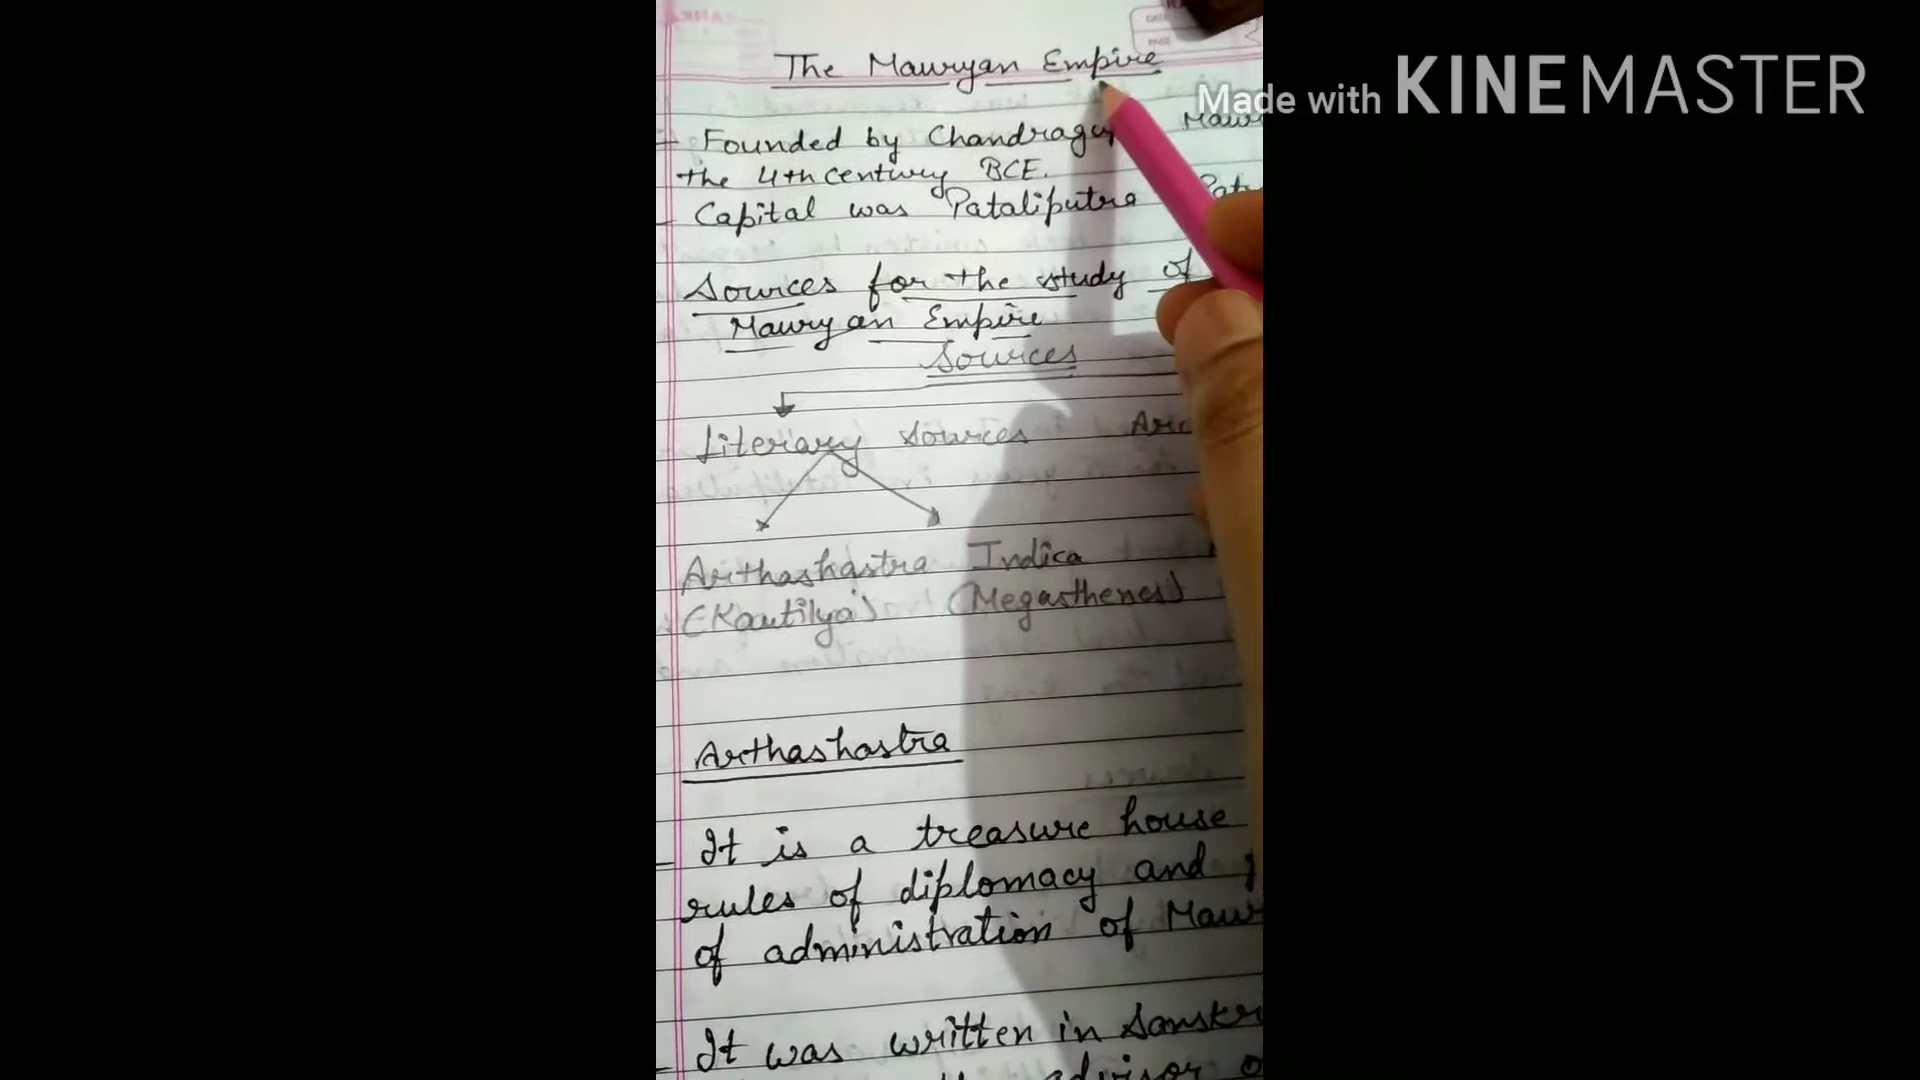 The Mauryan Empire
Made with KINEMASTER
- Founded by
the 4th century BCE.
- Capital was Pataliputra
Sources for the study of
Mauryan Empire
Sources
Literary Sources
Arthashastra Indica
(Kautilya) (Megasthenes)
Arthashastra
- It is a treasure house
rules of diplomacy and
of administration of
- It was written in
advisor